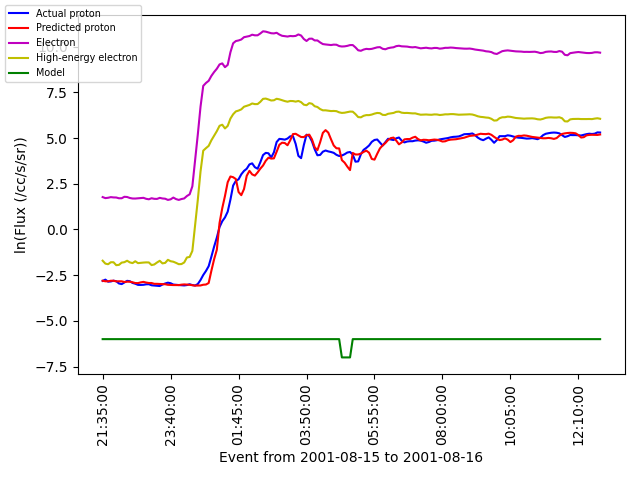 Actual proton
Predicted proton
Electron
High-energy electron
Model
10.0
7.5
5.0
2.5
0.0
−2.5
−5.0
−7.5
ln(Flux (/cc/s/sr))
21:35:00
23:40:00
01:45:00
03:50:00
05:55:00
08:00:00
10:05:00
12:10:00
Event from 2001-08-15 to 2001-08-16